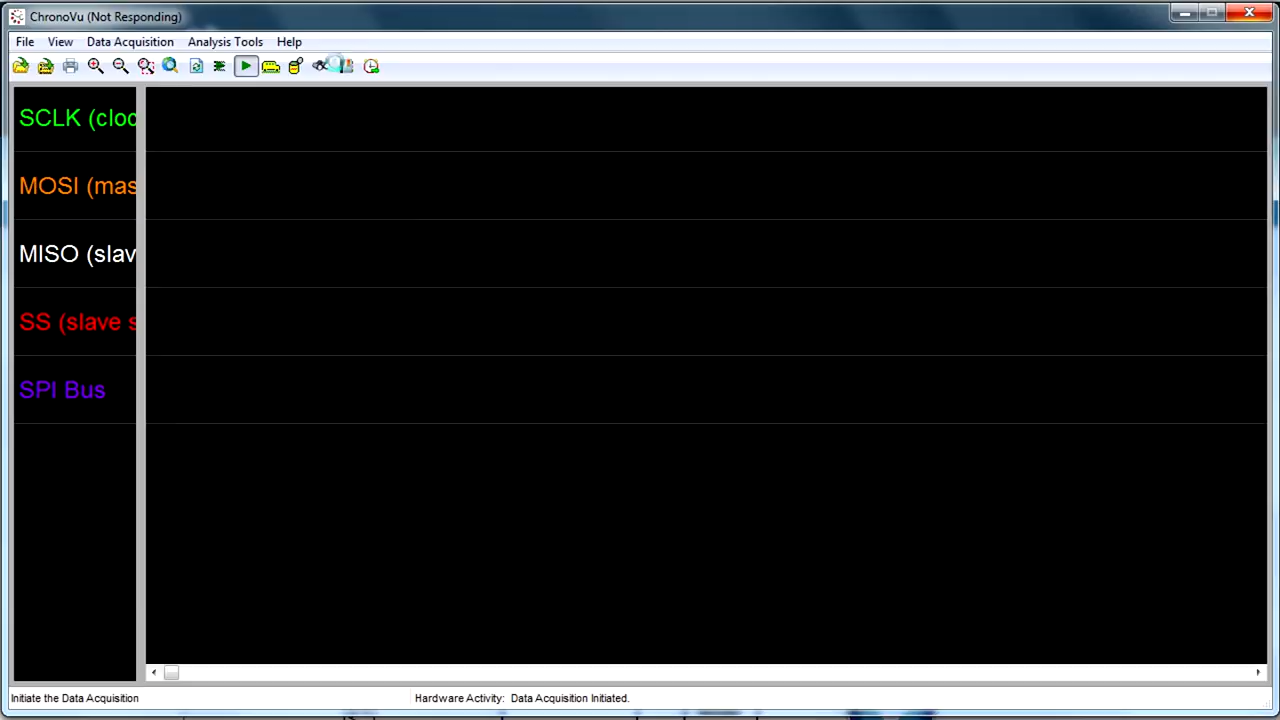 ChronoVu (Not Responding)
File View Data Acquisition Analysis Tools Help
SCLK (cloc
MOSI (mas
MISO (slav
SS (slave s
SPI Bus
Initiate the Data Acquisition
Hardware Activity: Data Acquisition Initiated.